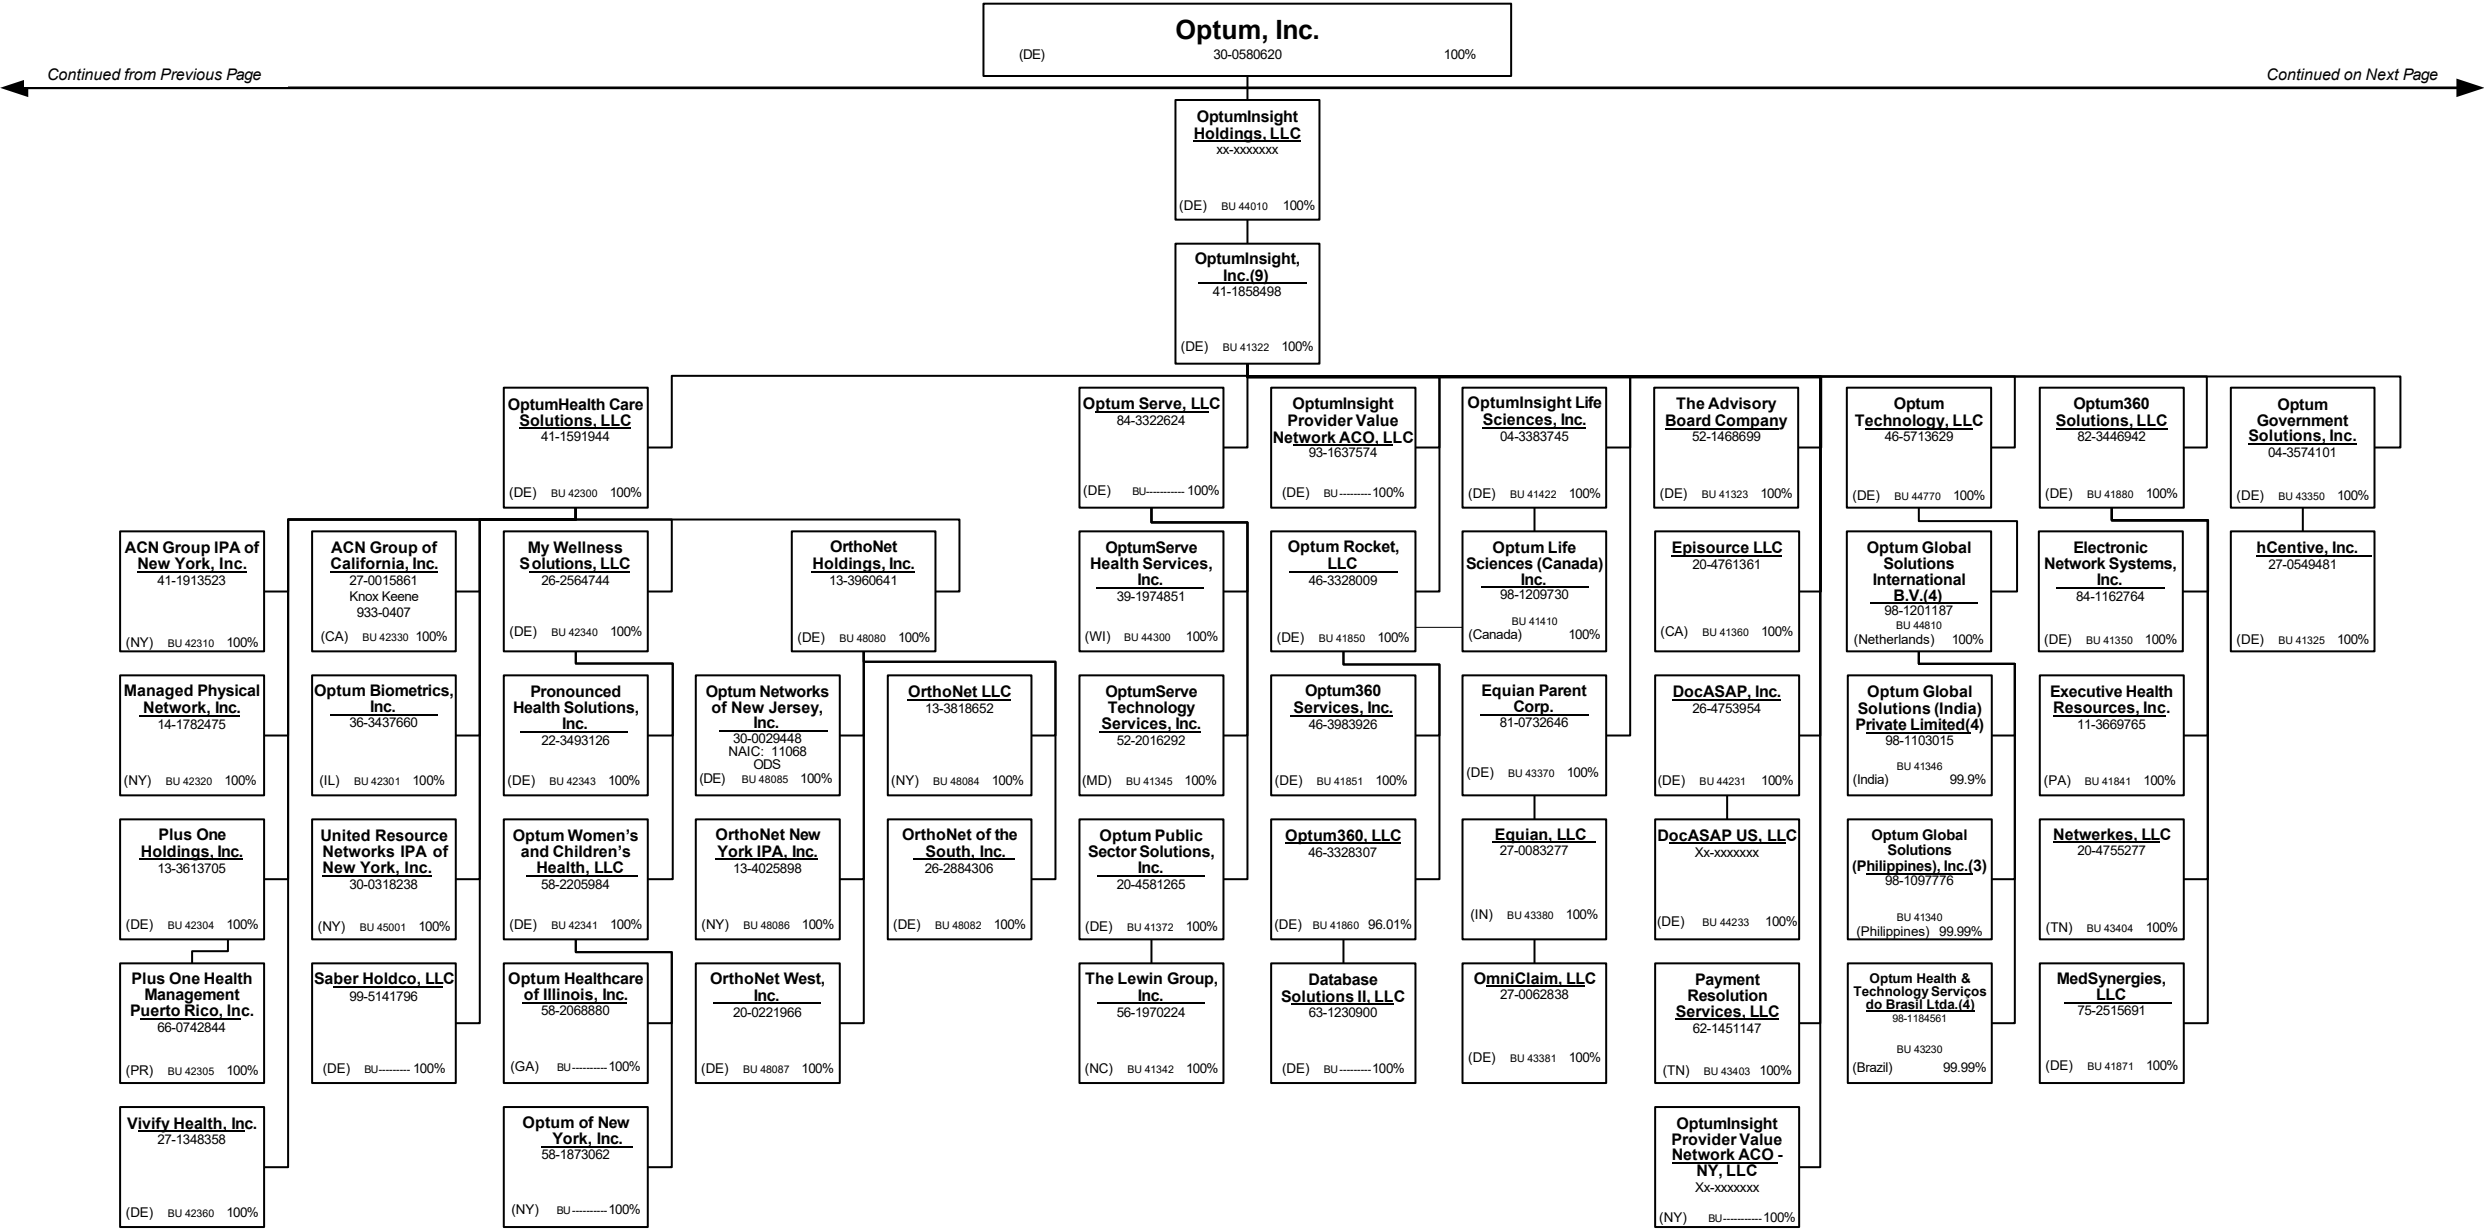 Optum, Inc.
(DE) 30-0580620 100%
Continued from Previous Page
Continued on Next Page
OptumInsight
Holdings, LLC
xx-xxxxxxx
(DE) BU 44010 100%
OptumInsight,
Inc.(9)
41-1858498
(DE) BU 41322 100%
OptumHealth Care
Solutions, LLC
41-1591944
(DE) BU 42300 100%
Optum Serve, LLC
84-3322624
(DE) BU----------- 100%
OptumInsight
Provider Value
Network ACO, LLC
93-1637574
(DE) BU---------100%
OptumInsight Life
Sciences, Inc.
04-3383745
(DE) BU 41422 100%
The Advisory
Board Company
52-1468699
(DE) BU 41323 100%
Optum
Technology, LLC
46-5713629
(DE) BU 44770 100%
Optum360
Solutions, LLC
82-3446942
(DE) BU 41880 100%
Optum
Government
Solutions, Inc.
04-3574101
(DE) BU 43350 100%
ACN Group IPA of
New York, Inc.
41-1913523
(NY) BU 42310 100%
ACN Group of
California, Inc.
27-0015861
Knox Keene
933-0407
(CA) BU 42330 100%
My Wellness
Solutions, LLC
26-2564744
(DE) BU 42340 100%
OrthoNet
Holdings, Inc.
13-3960641
(DE) BU 48080 100%
OptumServe
Health Services,
Inc.
39-1974851
(WI) BU 44300 100%
Optum Rocket,
LLC
46-3328009
(DE) BU 41850 100%
Optum Life
Sciences (Canada)
Inc.
98-1209730
BU 41410
(Canada) 100%
Episource LLC
20-4761361
(CA) BU 41360 100%
Optum Global
Solutions
International
B.V.(4)
98-1201187
BU 44810
(Netherlands) 100%
Electronic
Network Systems,
Inc.
84-1162764
(DE) BU 41350 100%
hCentive, Inc.
27-0549481
(DE) BU 41325 100%
Managed Physical
Network, Inc.
14-1782475
(NY) BU 42320 100%
Optum Biometrics,
Inc.
36-3437660
(IL) BU 42301 100%
Pronounced
Health Solutions,
Inc.
22-3493126
(DE) BU 42343 100%
Optum Networks
of New Jersey,
Inc.
30-0029448
NAIC: 11068
ODS
(DE) BU 48085 100%
OrthoNet LLC
13-3818652
(NY) BU 48084 100%
OptumServe
Technology
Services, Inc.
52-2016292
(MD) BU 41345 100%
Optum360
Services, Inc.
46-3983926
(DE) BU 41851 100%
Equian Parent
Corp.
81-0732646
(DE) BU 43370 100%
DocASAP, Inc.
26-4753954
(DE) BU 44231 100%
Optum Global
Solutions (India)
Private Limited(4)
98-1103015
BU 41346
(India) 99.9%
Executive Health
Resources, Inc.
11-3669765
(PA) BU 41841 100%
Plus One
Holdings, Inc.
13-3613705
(DE) BU 42304 100%
United Resource
Networks IPA of
New York, Inc.
30-0318238
(NY) BU 45001 100%
Optum Women's
and Children's
Health, LLC
58-2205984
(DE) BU 42341 100%
OrthoNet New
York IPA, Inc.
13-4025898
(NY) BU 48086 100%
OrthoNet of the
South, Inc.
26-2884306
(DE) BU 48082 100%
Optum Public
Sector Solutions,
Inc.
20-4581265
(DE) BU 41372 100%
Optum360, LLC
46-3328307
(DE) BU 41860 96.01%
Equian, LLC
27-0083277
(IN) BU 43380 100%
DocASAP US, LLC
Xx-xxxxxxx
(DE) BU 44233 100%
Optum Global
Solutions
(Philippines), Inc.(3)
98-1097776
BU 41340
(Philippines) 99.99%
Netwerkes, LLC
20-4755277
(TN) BU 43404 100%
Plus One Health
Management
Puerto Rico, Inc.
66-0742844
(PR) BU 42305 100%
Saber Holdco, LLC
99-5141796
(DE) BU--------- 100%
Optum Healthcare
of Illinois, Inc.
58-2068880
(GA) BU----------100%
OrthoNet West,
Inc.
20-0221966
(DE) BU 48087 100%
The Lewin Group,
Inc.
56-1970224
(NC) BU 41342 100%
Database
Solutions II, LLC
63-1230900
(DE) BU---------100%
OmniClaim, LLC
27-0062838
(DE) BU 43381 100%
Payment
Resolution
Services, LLC
62-1451147
(TN) BU 43403 100%
Optum Health &
Technology Serviços
do Brasil Ltda.(4)
98-1184561
BU 43230
(Brazil) 99.99%
MedSynergies,
LLC
75-2515691
(DE) BU 41871 100%
Vivify Health, Inc.
27-1348358
(DE) BU 42360 100%
Optum of New
York, Inc.
58-1873062
(NY) BU----------100%
OptumInsight
Provider Value
Network ACO -
NY, LLC
Xx-xxxxxxx
(NY) BU-----------100%